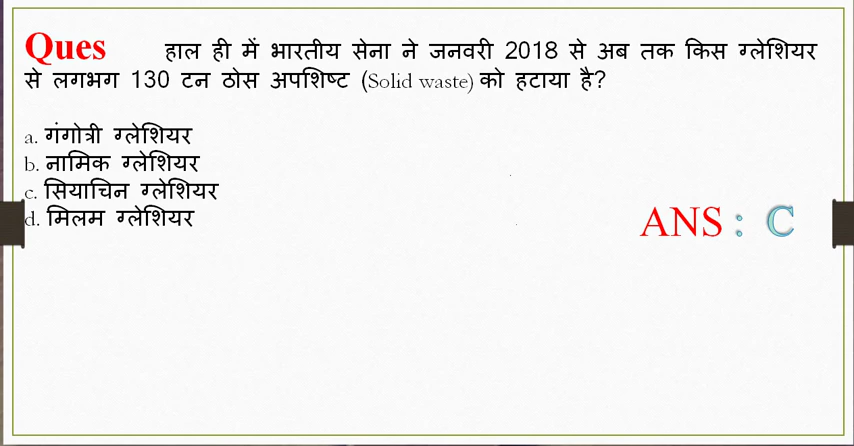 Ques हाल ही में भारतीय सेना ने जनवरी 2018 से अब तक किस ग्लेशियर
से लगभग 130 टन ठोस अपशिष्ट (Solid waste) को हटाया है?
a. गंगोत्री ग्लेशियर
b. नामिक ग्लेशियर
c. सियाचिन ग्लेशियर
d. मिलम ग्लेशियर
ANS : C